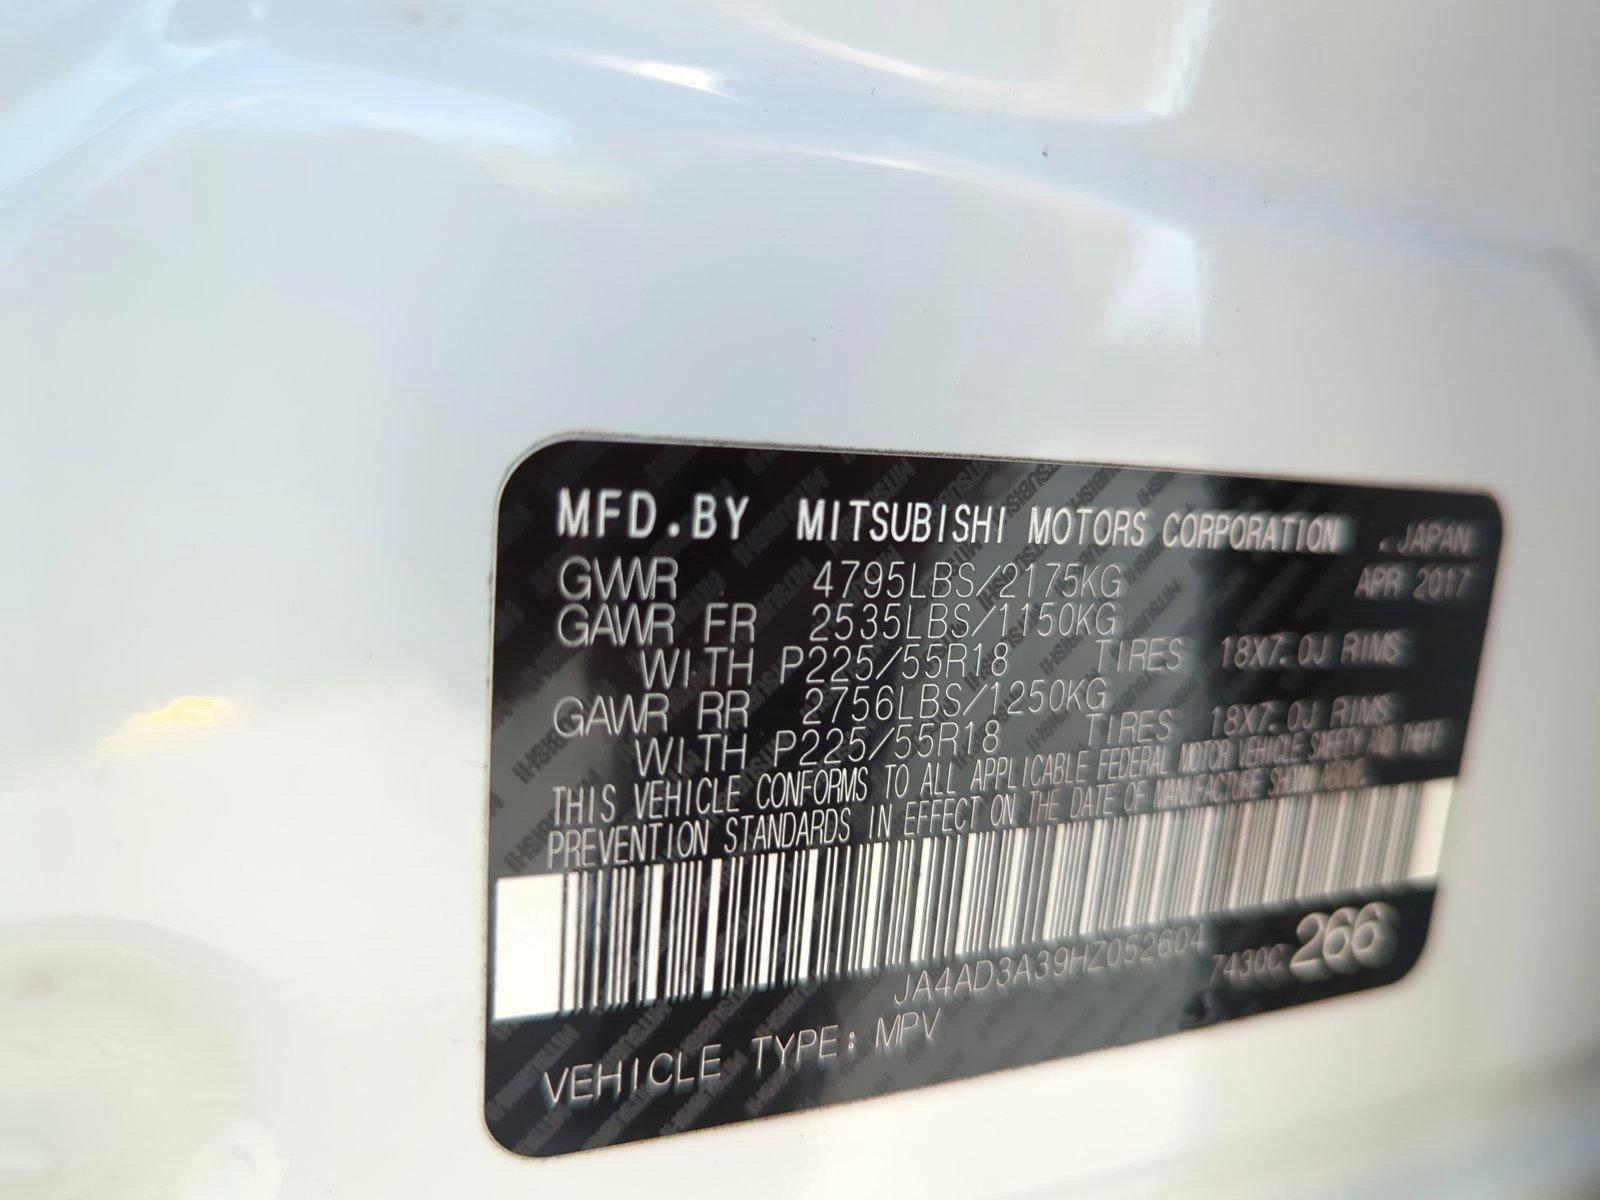 MFD.BY MITSUBISHI MOTORS CORPORATION . JAPAN
GVWR 4795LBS/2175KG APR 2017
GAWR FR 2535LBS/1150KG
WITH P225/55R18 TIRES 18X7.0J RIMS
GAWR RR 2756LBS/1250KG
WITH P225/55R18 TIRES 18X7.0J RIMS
THIS VEHICLE CONFORMS TO ALL APPLICABLE FEDERAL MOTOR VEHICLE SAFETY AND THEFT
PREVENTION STANDARDS IN EFFECT ON THE DATE OF MANUFACTURE SHOWN ABOVE.
JA4AD3A39HZ052604 7430C 266
VEHICLE TYPE: MPV